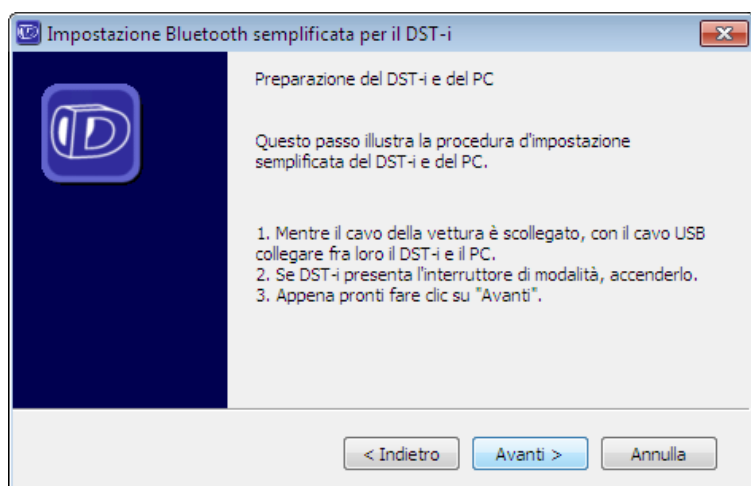 Impostazione Bluetooth semplificata per il DST-i
Preparazione del DST-i e del PC
Questo passo illustra la procedura d'impostazione
semplificata del DST-i e del PC.
1. Mentre il cavo della vettura è scollegato, con il cavo USB
collegare fra loro il DST-i e il PC.
2. Se DST-i presenta l'interruttore di modalità, accenderlo.
3. Appena pronti fare clic su "Avanti".
< Indietro
Avanti >
Annulla